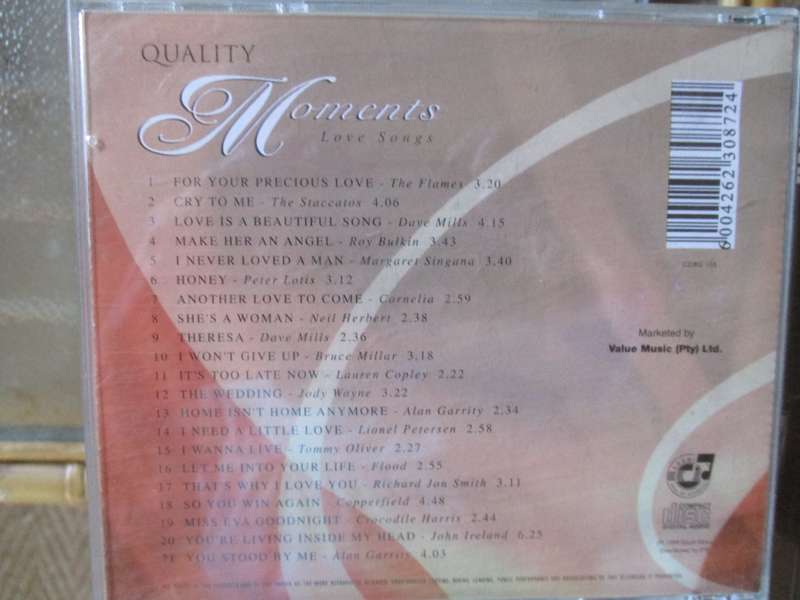 QUALITY
Moments
Love Songs
1 FOR YOUR PRECIOUS LOVE - The Flames 3.20
2 CRY TO ME - The Staccatos 4.06
3 LOVE IS A BEAUTIFUL SONG - Dave Mills 4.15
4 MAKE HER AN ANGEL - Roy Bulkin 3.43
5 I NEVER LOVED A MAN - Margaret Singana 3.40
6 HONEY - Peter Lotis 3.12
7 ANOTHER LOVE TO COME - Cornelia 2.59
8 SHE'S A WOMAN - Neil Herbert 2.38
9 THERESA - Dave Mills 2.36
10 I WON'T GIVE UP - Bruce Millar 3.18
11 IT'S TOO LATE NOW - Lauren Copley 2.22
12 THE WEDDING - Jody Wayne 3.22
13 HOME ISN'T HOME ANYMORE - Alan Garrity 2.34
14 I NEED A LITTLE LOVE - Lionel Petersen 2.58
15 I WANNA LIVE - Tommy Oliver 2.27
16 LET ME INTO YOUR LIFE - Flood 2.55
17 THAT'S WHY I LOVE YOU - Richard Jon Smith 3.11
18 SO YOU WIN AGAIN - Copperfield 4.48
19 MISS EVA GOODNIGHT - Crocodile Harris 2.44
20 YOU'RE LIVING INSIDE MY HEAD - John Ireland 6.25
21 YOU STOOD BY ME - Alan Garrity 4.03
6004262308724
Marketed by
Value Music (Pty) Ltd.
COMPACT
disc
DIGITAL AUDIO